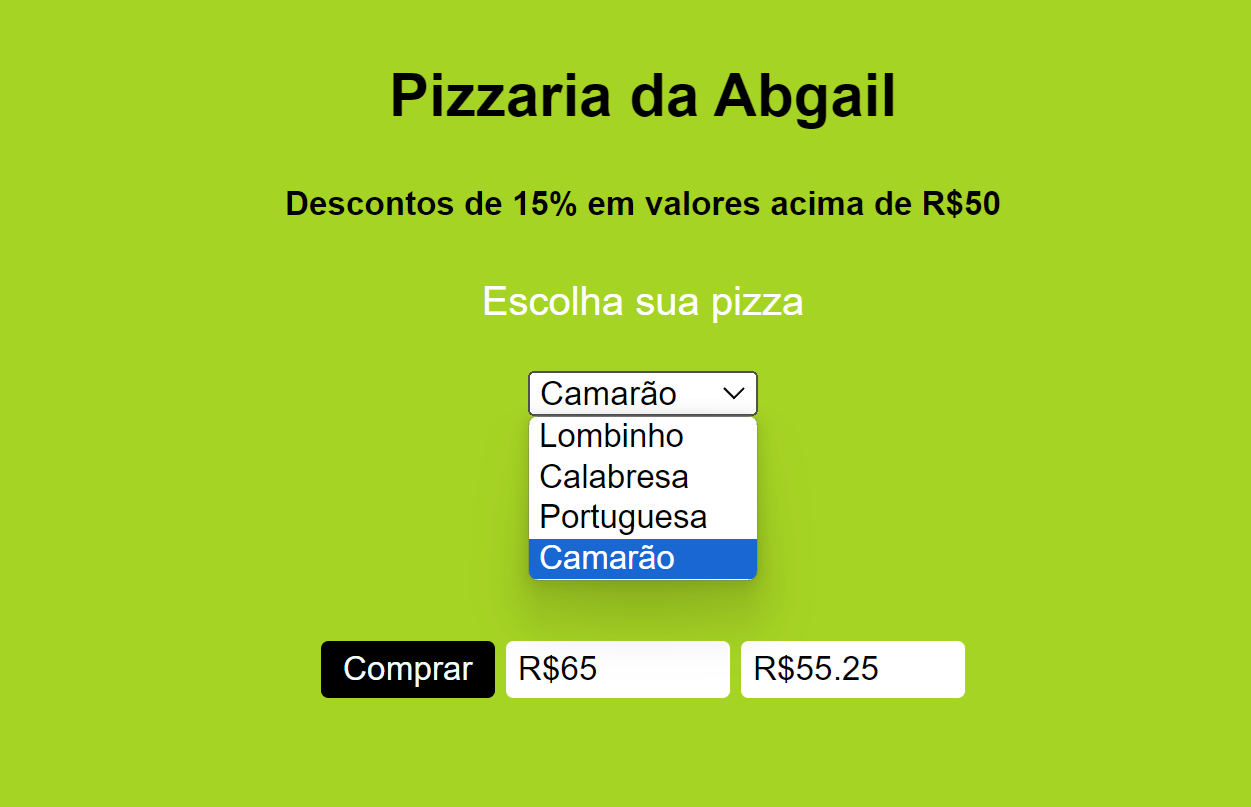 Pizzaria da Abgail
Descontos de 15% em valores acima de R$50
Escolha sua pizza
Camarão
Lombinho
Calabresa
Portuguesa
Camarão
Comprar R$65 R$55.25